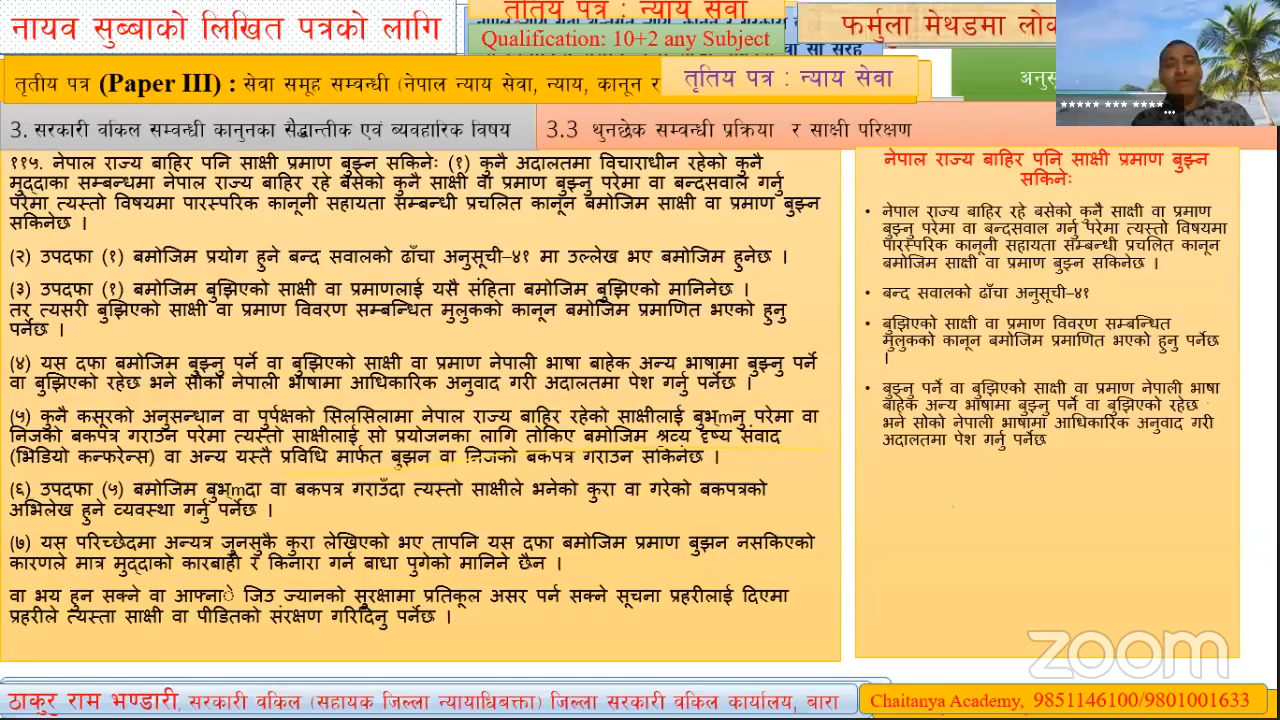 नायव सुब्बाको लिखित पत्रको लागि
तृतिय पत्र : न्याय सेवा
Qualification: 10+2 any Subject
फर्मुला मेथडमा
तृतीय पत्र (Paper III) : सेवा समूह सम्वन्धी (नेपाल न्याय सेवा, न्याय, कानून र
तृतिय पत्र : न्याय सेवा
***** *** ****...
3. सरकारी वकिल सम्वन्धी कानुनका सैद्धान्तीक एवं व्यवहारिक विषय
3.3 थुनछेक सम्वन्धी प्रक्रिया र साक्षी परिक्षण
११५. नेपाल राज्य बाहिर पनि साक्षी प्रमाण बुझ्न सकिनेः (१) कुनै अदालतमा विचाराधीन रहेको कुनै
मुद्दाका सम्बन्धमा नेपाल राज्य बाहिर रहे बसेको कुनै साक्षी वा प्रमाण बुझ्नु परेमा वा बन्दसवाल गर्नु
परेमा त्यस्तो विषयमा पारस्परिक कानूनी सहायता सम्बन्धी प्रचलित कानून बमोजिम साक्षी वा प्रमाण बुझ्न
सकिनेछ ।
(२) उपदफा (१) बमोजिम प्रयोग हुने बन्द सवालको ढाँचा अनुसूची–४१ मा उल्लेख भए बमोजिम हुनेछ ।
(३) उपदफा (१) बमोजिम बुझिएको साक्षी वा प्रमाणलाई यसै संहिता बमोजिम बुझिएको मानिनेछ ।
तर त्यसरी बुझिएको साक्षी वा प्रमाण विवरण सम्बन्धित मुलुकको कानून बमोजिम प्रमाणित भएको हुनु
पर्नेछ ।
(४) यस दफा बमोजिम बुझ्नु पर्ने वा बुझिएको साक्षी वा प्रमाण नेपाली भाषा बाहेक अन्य भाषामा बुझ्नु पर्ने
वा बुझिएको रहेछ भने सोको नेपाली भाषामा आधिकारिक अनुवाद गरी अदालतमा पेश गर्नु पर्नेछ ।
(५) कुनै कसूरको अनुसन्धान वा पुर्पक्षको सिलसिलामा नेपाल राज्य बाहिर रहेको साक्षीलाई बुभ्mनु परेमा वा
निजको बकपत्र गराउन परेमा त्यस्तो साक्षीलाई सो प्रयोजनका लागि तोकिए बमोजिम श्रव्य दृष्य संवाद
(भिडियो कन्फरेन्स) वा अन्य यस्तै प्रविधि मार्फत बुझन वा निजको बकपत्र गराउन सकिनेछ ।
(६) उपदफा (५) बमोजिम बुभ्mदा वा बकपत्र गराउँदा त्यस्तो साक्षीले भनेको कुरा वा गरेको बकपत्रको
अभिलेख हुने व्यवस्था गर्नु पर्नेछ ।
(७) यस परिच्छेदमा अन्यत्र जुनसुकै कुरा लेखिएको भए तापनि यस दफा बमोजिम प्रमाण बुझन नसकिएको
कारणले मात्र मुद्दाको कारबाही र किनारा गर्न बाधा पुगेको मानिने छैन ।
वा भय हुन सक्ने वा आफ्नाे जिउ ज्यानको सुरक्षामा प्रतिकूल असर पर्न सक्ने सूचना प्रहरीलाई दिएमा
प्रहरीले त्यस्ता साक्षी वा पीडितको संरक्षण गरिदिनु पर्नेछ ।
नेपाल राज्य बाहिर पनि साक्षी प्रमाण बुझ्न
सकिनेः
• नेपाल राज्य बाहिर रहे बसेको कुनै साक्षी वा प्रमाण
बुझ्नु परेमा वा बन्दसवाल गर्नु परेमा त्यस्तो विषयमा
पारस्परिक कानूनी सहायता सम्बन्धी प्रचलित कानून
बमोजिम साक्षी वा प्रमाण बुझ्न सकिनेछ ।
• बन्द सवालको ढाँचा अनुसूची–४१
• बुझिएको साक्षी वा प्रमाण विवरण सम्बन्धित
मुलुकको कानून बमोजिम प्रमाणित भएको हुनु पर्नेछ
।
• बुझ्नु पर्ने वा बुझिएको साक्षी वा प्रमाण नेपाली भाषा
बाहेक अन्य भाषामा बुझ्नु पर्ने वा बुझिएको रहेछ
भने सोको नेपाली भाषामा आधिकारिक अनुवाद गरी
अदालतमा पेश गर्नु पर्नेछ
zoom
ठाकुर राम भण्डारी, सरकारी वकिल (सहायक जिल्ला न्यायाधिबक्ता) जिल्ला सरकारी वकिल कार्यालय, बारा
Chaitanya Academy, 9851146100/9801001633